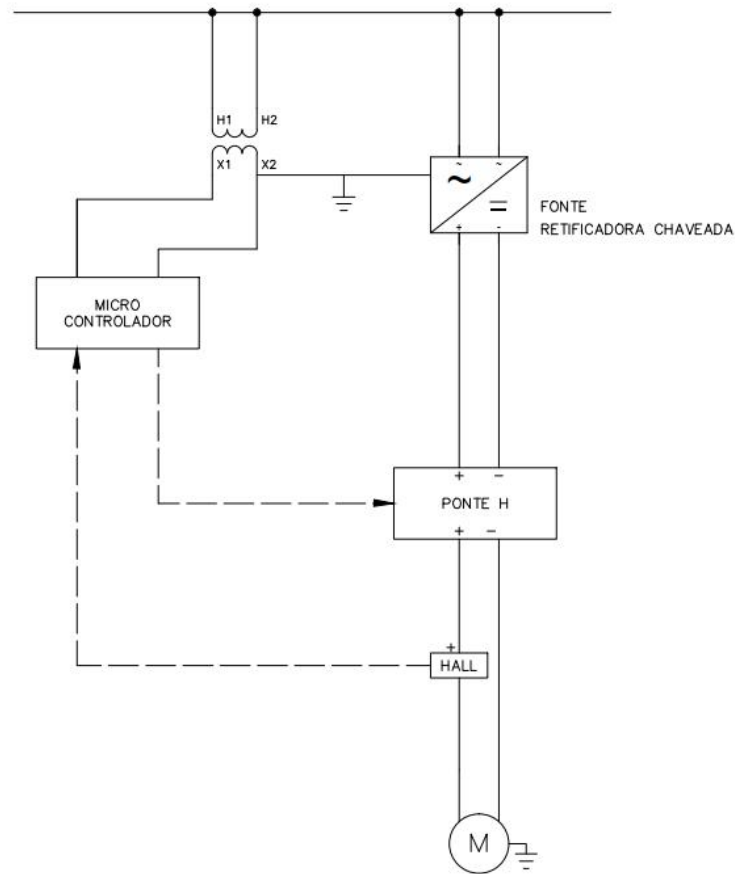 H1 H2
X1 X2
~ ~
~
=
+ -
FONTE
RETIFICADORA CHAVEADA
MICRO
CONTROLADOR
+ −
PONTE H
+ −
+
HALL
M